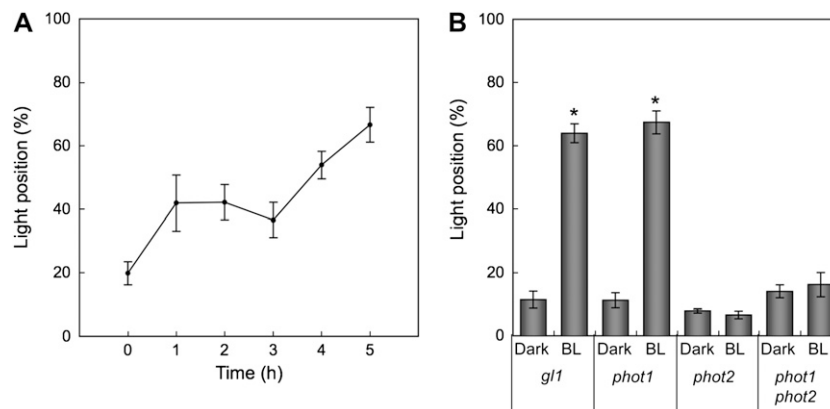 A
Light position (%)
100
80
60
40
20
0
0 1 2 3 4 5
Time (h)
B
Light position (%)
100
80
60
40
20
0
* *
Dark BL Dark BL Dark BL Dark BL
gl1 phot1 phot2 phot1
phot2